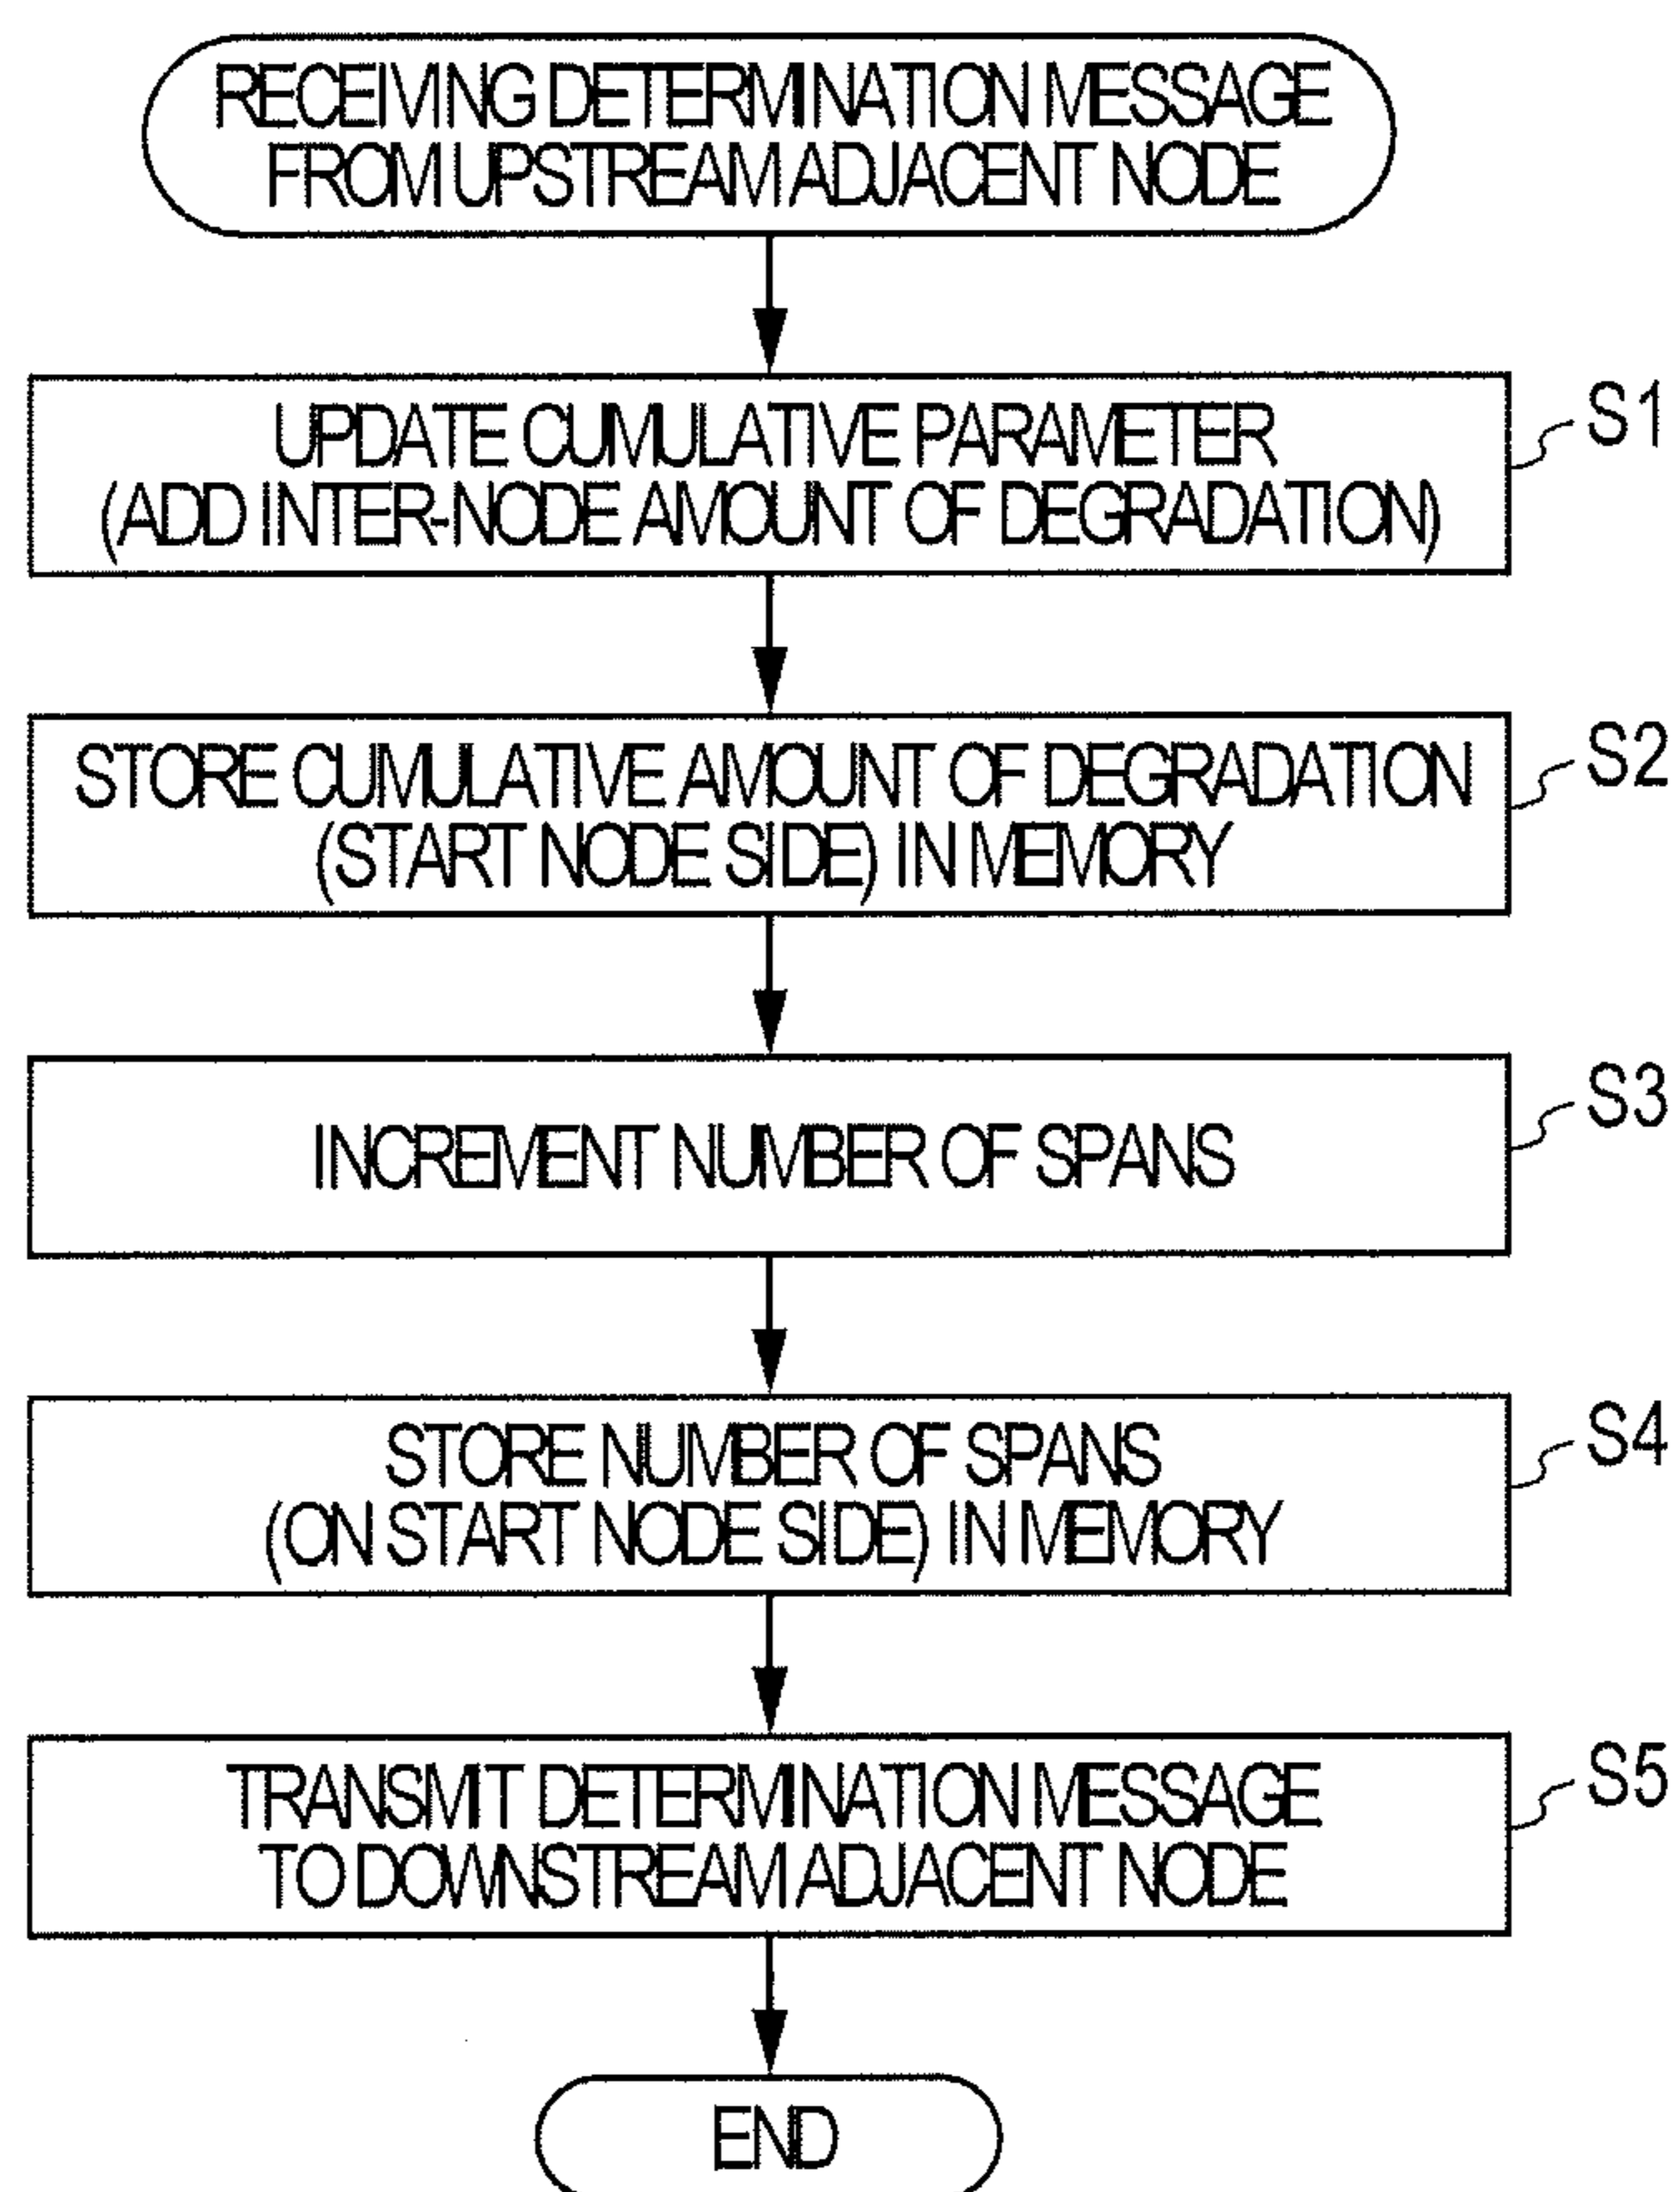 RECEIVING DETERMINATION MESSAGE
FROM UPSTREAM ADJACENT NODE
UPDATE CUMULATIVE PARAMETER
(ADD INTER-NODE AMOUNT OF DEGRADATION)
S1
STORE CUMULATIVE AMOUNT OF DEGRADATION
(START NODE SIDE) IN MEMORY
S2
INCREMENT NUMBER OF SPANS
S3
STORE NUMBER OF SPANS
(ON START NODE SIDE) IN MEMORY
S4
TRANSMIT DETERMINATION MESSAGE
TO DOWNSTREAM ADJACENT NODE
S5
END